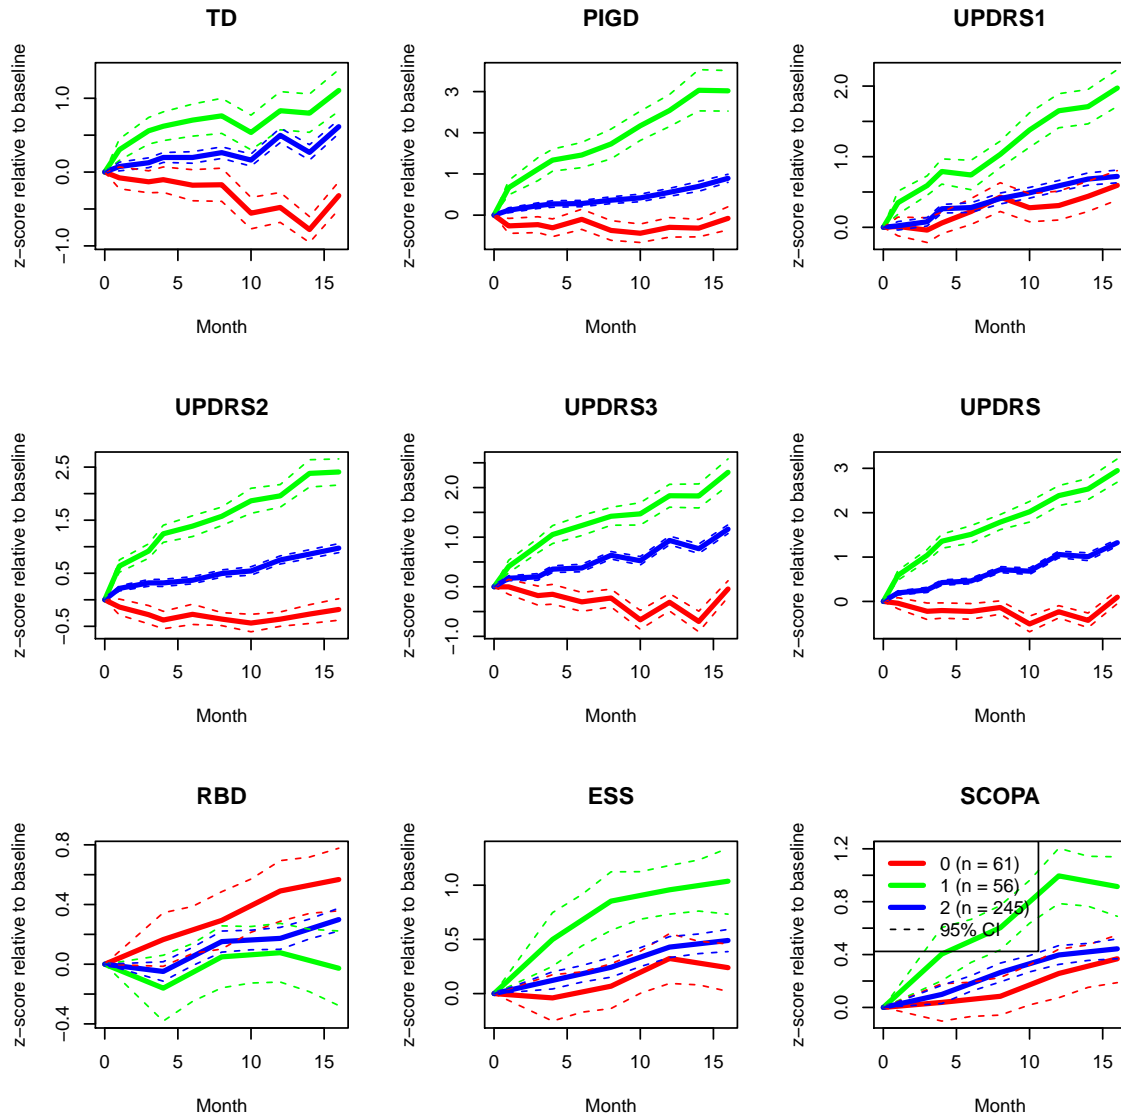 TD
z−score relative to baseline
−1.0
0.0
1.0
0
5
10
15
Month
PIGD
z−score relative to baseline
0
1
2
3
0
5
10
15
Month
UPDRS1
z−score relative to baseline
0.0
1.0
2.0
0
5
10
15
Month
UPDRS2
z−score relative to baseline
−0.5
0.5
1.5
2.5
0
5
10
15
Month
UPDRS3
z−score relative to baseline
−1.0
0.0
1.0
2.0
0
5
10
15
Month
UPDRS
z−score relative to baseline
0
1
2
3
0
5
10
15
Month
RBD
z−score relative to baseline
−0.4
0.0
0.4
0.8
0
5
10
15
Month
ESS
z−score relative to baseline
0.0
0.5
1.0
0
5
10
15
Month
SCOPA
z−score relative to baseline
0.0
0.4
0.8
1.2
0 (n = 61)
1 (n = 56)
2 (n = 245)
95% CI
0
5
10
15
Month